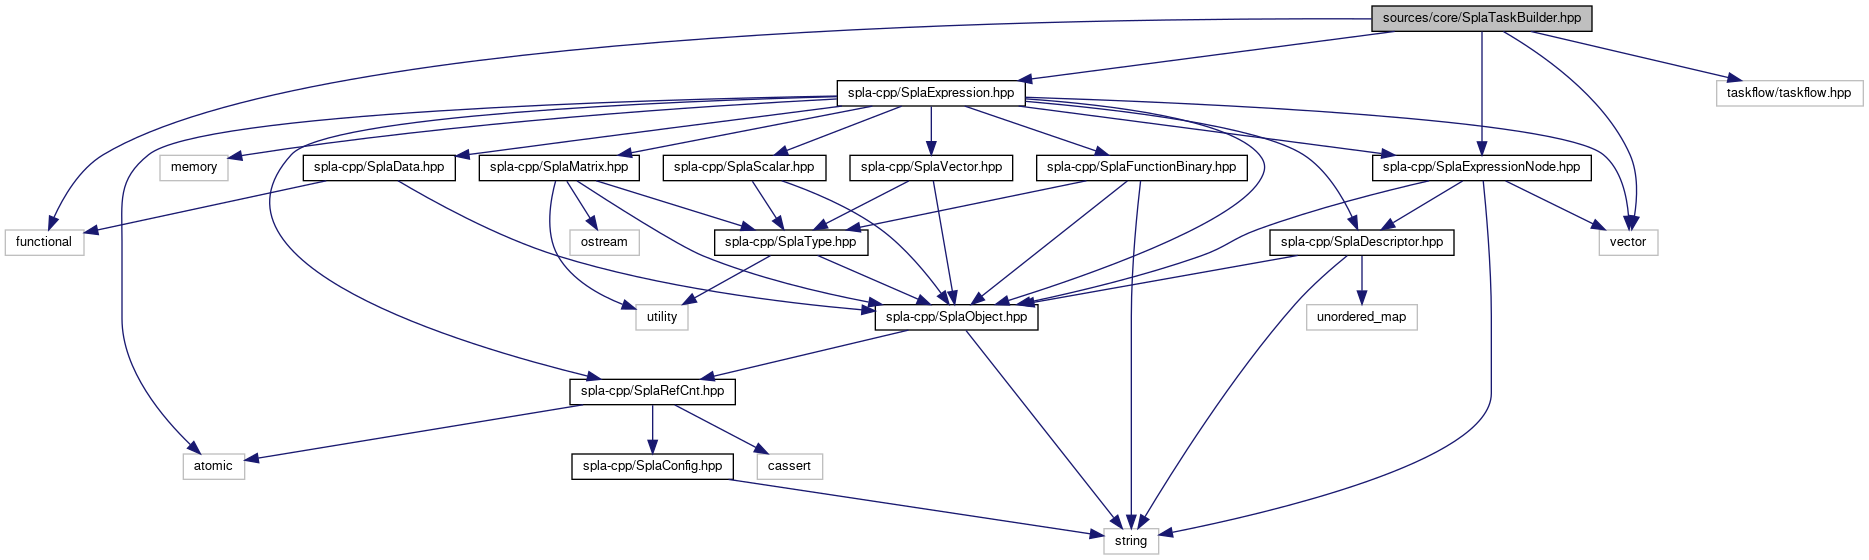 sources/core/SplaTaskBuilder.hpp
spla-cpp/SplaExpression.hpp
taskflow/taskflow.hpp
memory
spla-cpp/SplaData.hpp
spla-cpp/SplaMatrix.hpp
spla-cpp/SplaScalar.hpp
spla-cpp/SplaVector.hpp
spla-cpp/SplaFunctionBinary.hpp
spla-cpp/SplaExpressionNode.hpp
functional
ostream
spla-cpp/SplaType.hpp
spla-cpp/SplaDescriptor.hpp
vector
utility
spla-cpp/SplaObject.hpp
unordered_map
spla-cpp/SplaRefCnt.hpp
atomic
spla-cpp/SplaConfig.hpp
cassert
string